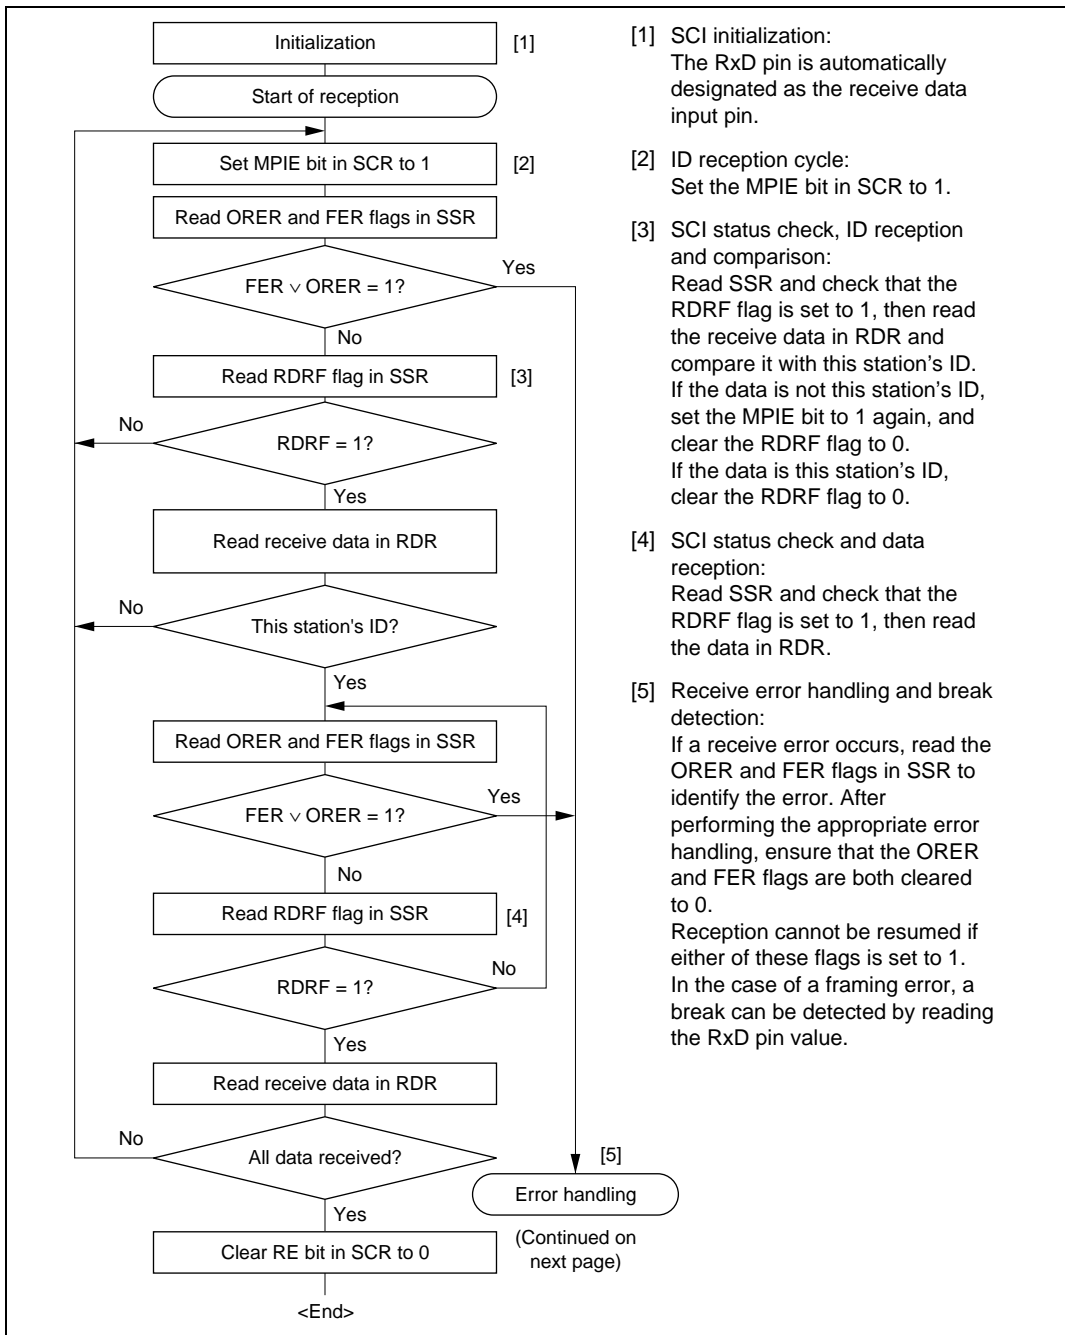 Initialization [1]
Start of reception
Set MPIE bit in SCR to 1 [2]
Read ORER and FER flags in SSR
Yes
FER ∨ ORER = 1?
No
Read RDRF flag in SSR [3]
No
RDRF = 1?
Yes
Read receive data in RDR
No
This station's ID?
Yes
Read ORER and FER flags in SSR
Yes
FER ∨ ORER = 1?
No
Read RDRF flag in SSR [4]
No
RDRF = 1?
Yes
Read receive data in RDR
No
All data received?
[5]
Error handling
Yes
(Continued on
next page)
Clear RE bit in SCR to 0
<End>
[1] SCI initialization:
The RxD pin is automatically
designated as the receive data
input pin.
[2] ID reception cycle:
Set the MPIE bit in SCR to 1.
[3] SCI status check, ID reception
and comparison:
Read SSR and check that the
RDRF flag is set to 1, then read
the receive data in RDR and
compare it with this station's ID.
If the data is not this station's ID,
set the MPIE bit to 1 again, and
clear the RDRF flag to 0.
If the data is this station's ID,
clear the RDRF flag to 0.
[4] SCI status check and data
reception:
Read SSR and check that the
RDRF flag is set to 1, then read
the data in RDR.
[5] Receive error handling and break
detection:
If a receive error occurs, read the
ORER and FER flags in SSR to
identify the error. After
performing the appropriate error
handling, ensure that the ORER
and FER flags are both cleared
to 0.
Reception cannot be resumed if
either of these flags is set to 1.
In the case of a framing error, a
break can be detected by reading
the RxD pin value.